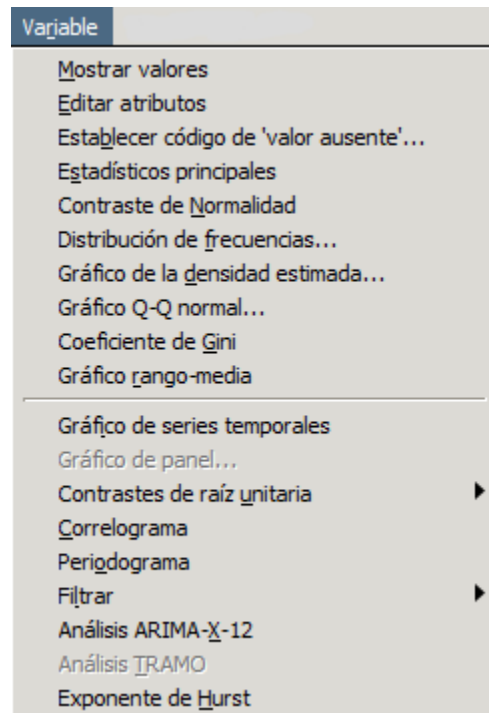 Variable
Mostrar valores
Editar atributos
Establecer código de 'valor ausente'...
Estadísticos principales
Contraste de Normalidad
Distribución de frecuencias...
Gráfico de la densidad estimada...
Gráfico Q-Q normal...
Coeficiente de Gini
Gráfico rango-media
Gráfico de series temporales
Gráfico de panel...
Contrastes de raíz unitaria
Correlograma
Periodograma
Filtrar
Análisis ARIMA-X-12
Análisis TRAMO
Exponente de Hurst